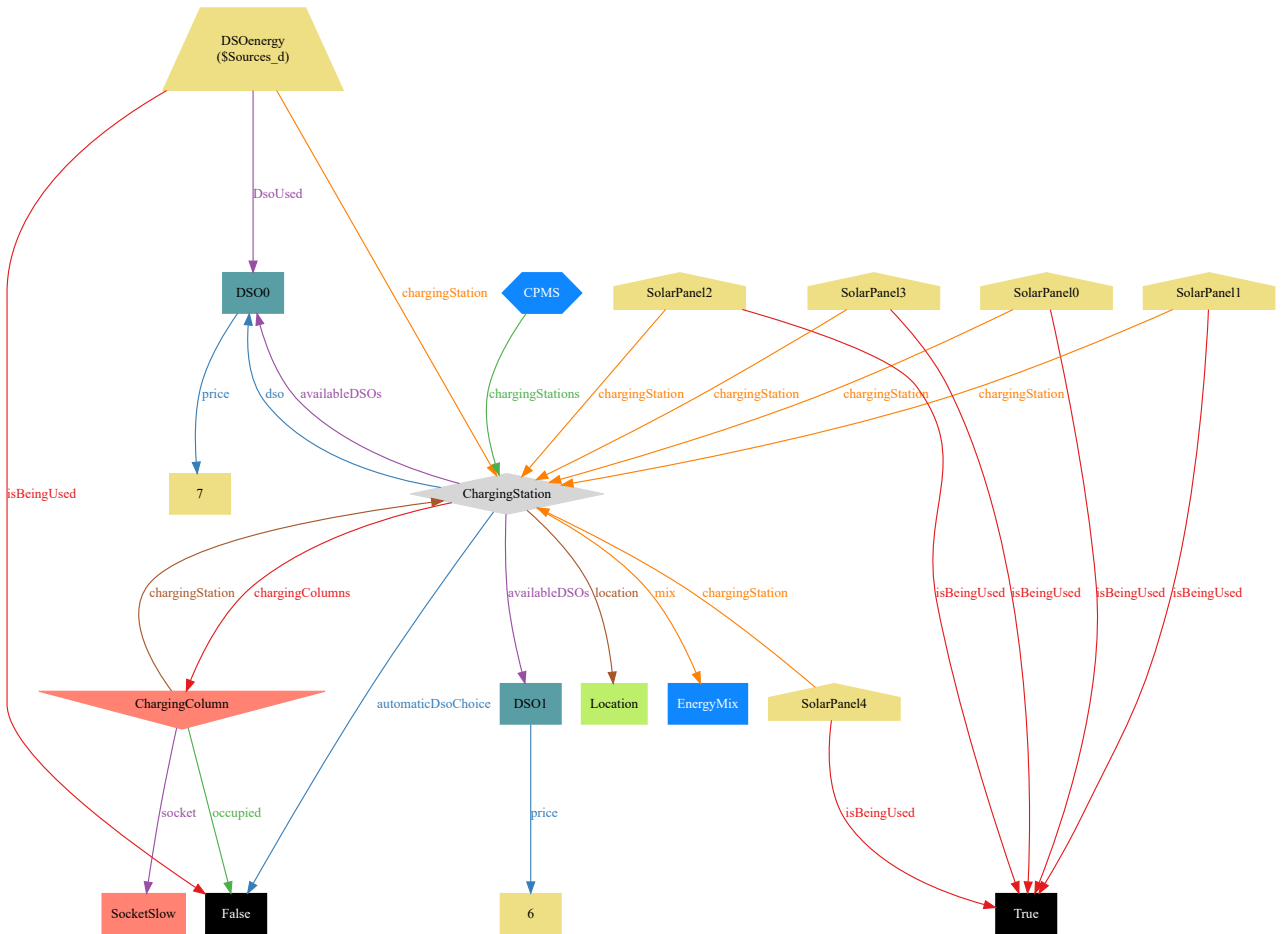 DSOenergy
($Sources_d)
DsoUsed
chargingStation
DSO0
CPMS
SolarPanel2
SolarPanel3
SolarPanel0
SolarPanel1
price
dso
availableDSOs
chargingStations
chargingStation
chargingStation
chargingStation
chargingStation
isBeingUsed
7
ChargingStation
chargingStation
chargingColumns
availableDSOs
location
mix
chargingStation
isBeingUsed
isBeingUsed
isBeingUsed
isBeingUsed
ChargingColumn
automaticDsoChoice
DSO1
Location
EnergyMix
SolarPanel4
socket
occupied
price
isBeingUsed
SocketSlow
False
6
True